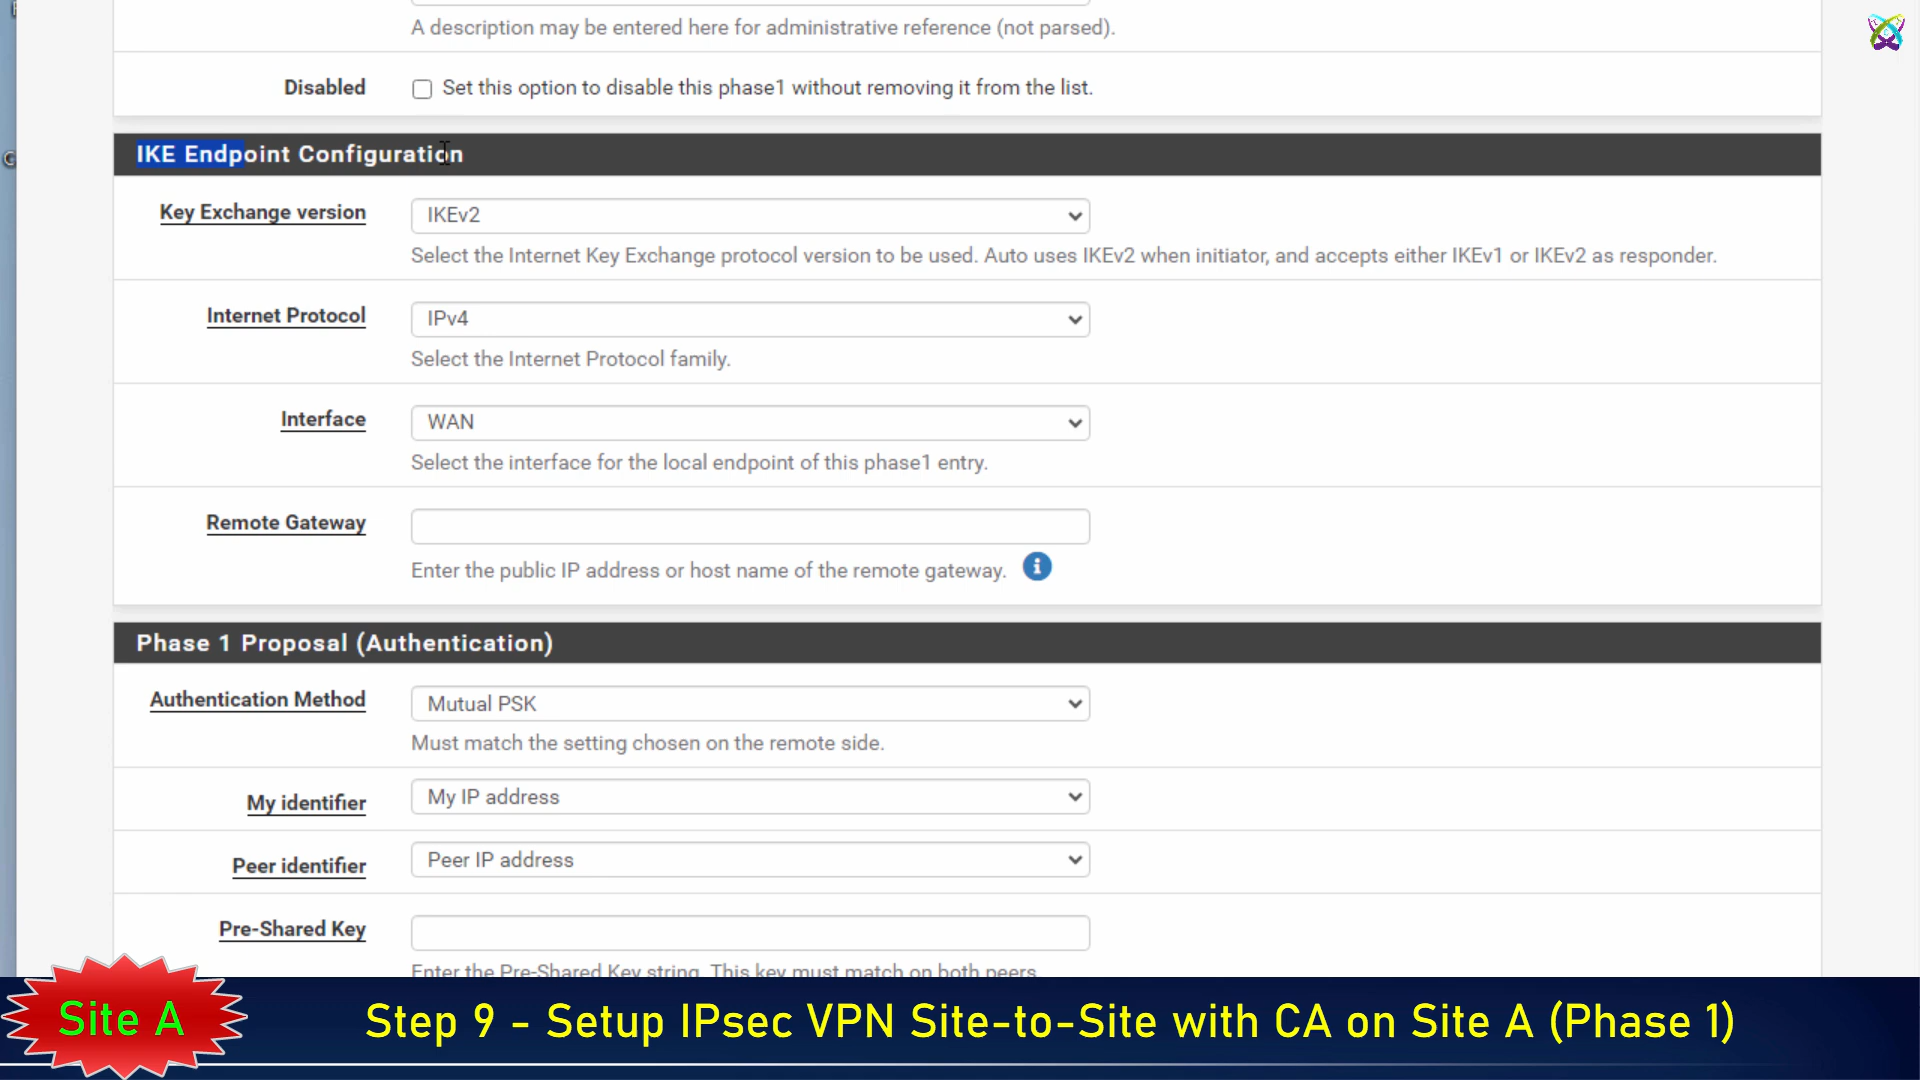 A description may be entered here for administrative reference (not parsed).
Disabled
Set this option to disable this phase1 without removing it from the list.
IKE Endpoint Configuration
Key Exchange version
IKEv2
Select the Internet Key Exchange protocol version to be used. Auto uses IKEv2 when initiator, and accepts either IKEv1 or IKEv2 as responder.
Internet Protocol
IPv4
Select the Internet Protocol family.
Interface
WAN
Select the interface for the local endpoint of this phase1 entry.
Remote Gateway
Enter the public IP address or host name of the remote gateway.
Phase 1 Proposal (Authentication)
Authentication Method
Mutual PSK
Must match the setting chosen on the remote side.
My identifier
My IP address
Peer identifier
Peer IP address
Pre-Shared Key
Enter the Pre-Shared Key string. This key must match on both peers.
Site A
Step 9 - Setup IPsec VPN Site-to-Site with CA on Site A (Phase 1)